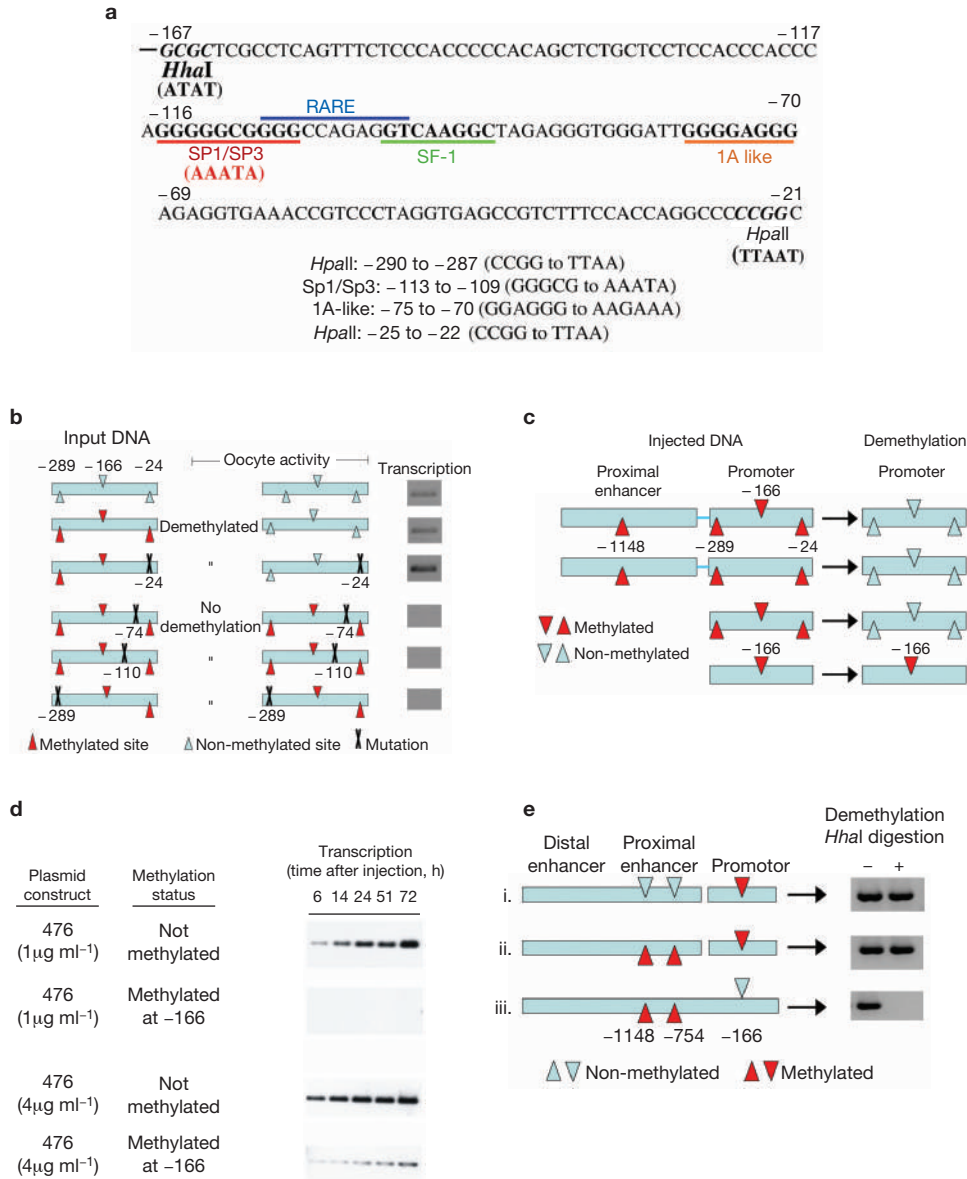 a
−167 −117
GCGCTCGCCTCAGTTTCTCCCACCCCCACAGCTCTGCTCCTCCACCCACCC
HhaI
(ATAT)
−116 RARE −70
AGGGGGCGGGGCCAGAGGTCAAGGCTAGAGGGTGGGATTGGGGAGGG
SP1/SP3 SF-1 1A like
(AAATA)
−69 −21
AGAGGTGAAACCGTCCCTAGGTGAGCCGTCTTTCCACCAGGCCCCCGGC
HpaII
(TTAAT)
HpaII: −290 to −287 (CCGG to TTAA)
Sp1/Sp3: −113 to −109 (GGGCG to AAATA)
1A-like: −75 to −70 (GGAGGG to AAGAAA)
HpaII: −25 to −22 (CCGG to TTAA)
b
Input DNA
−289 −166 −24 Oocyte activity Transcription
Demethylated
" 
−24 −24
No demethylation
−74 −74
"
−110 −110
"
−289 −289
Methylated site Non-methylated site Mutation
c
Injected DNA Demethylation
Proximal enhancer Promoter Promoter
−166
−1148 −289 −24
Methylated
Non-methylated
−166 −166
d
Transcription
(time after injection, h)
Plasmid construct Methylation status 6 14 24 51 72
476 (1µg ml−1) Not methylated
476 (1µg ml−1) Methylated at −166
476 (4µg ml−1) Not methylated
476 (4µg ml−1) Methylated at −166
e
Demethylation
HhaI digestion
Distal enhancer Proximal enhancer Promotor − +
i.
ii.
iii.
−1148 −754 −166
Non-methylated Methylated